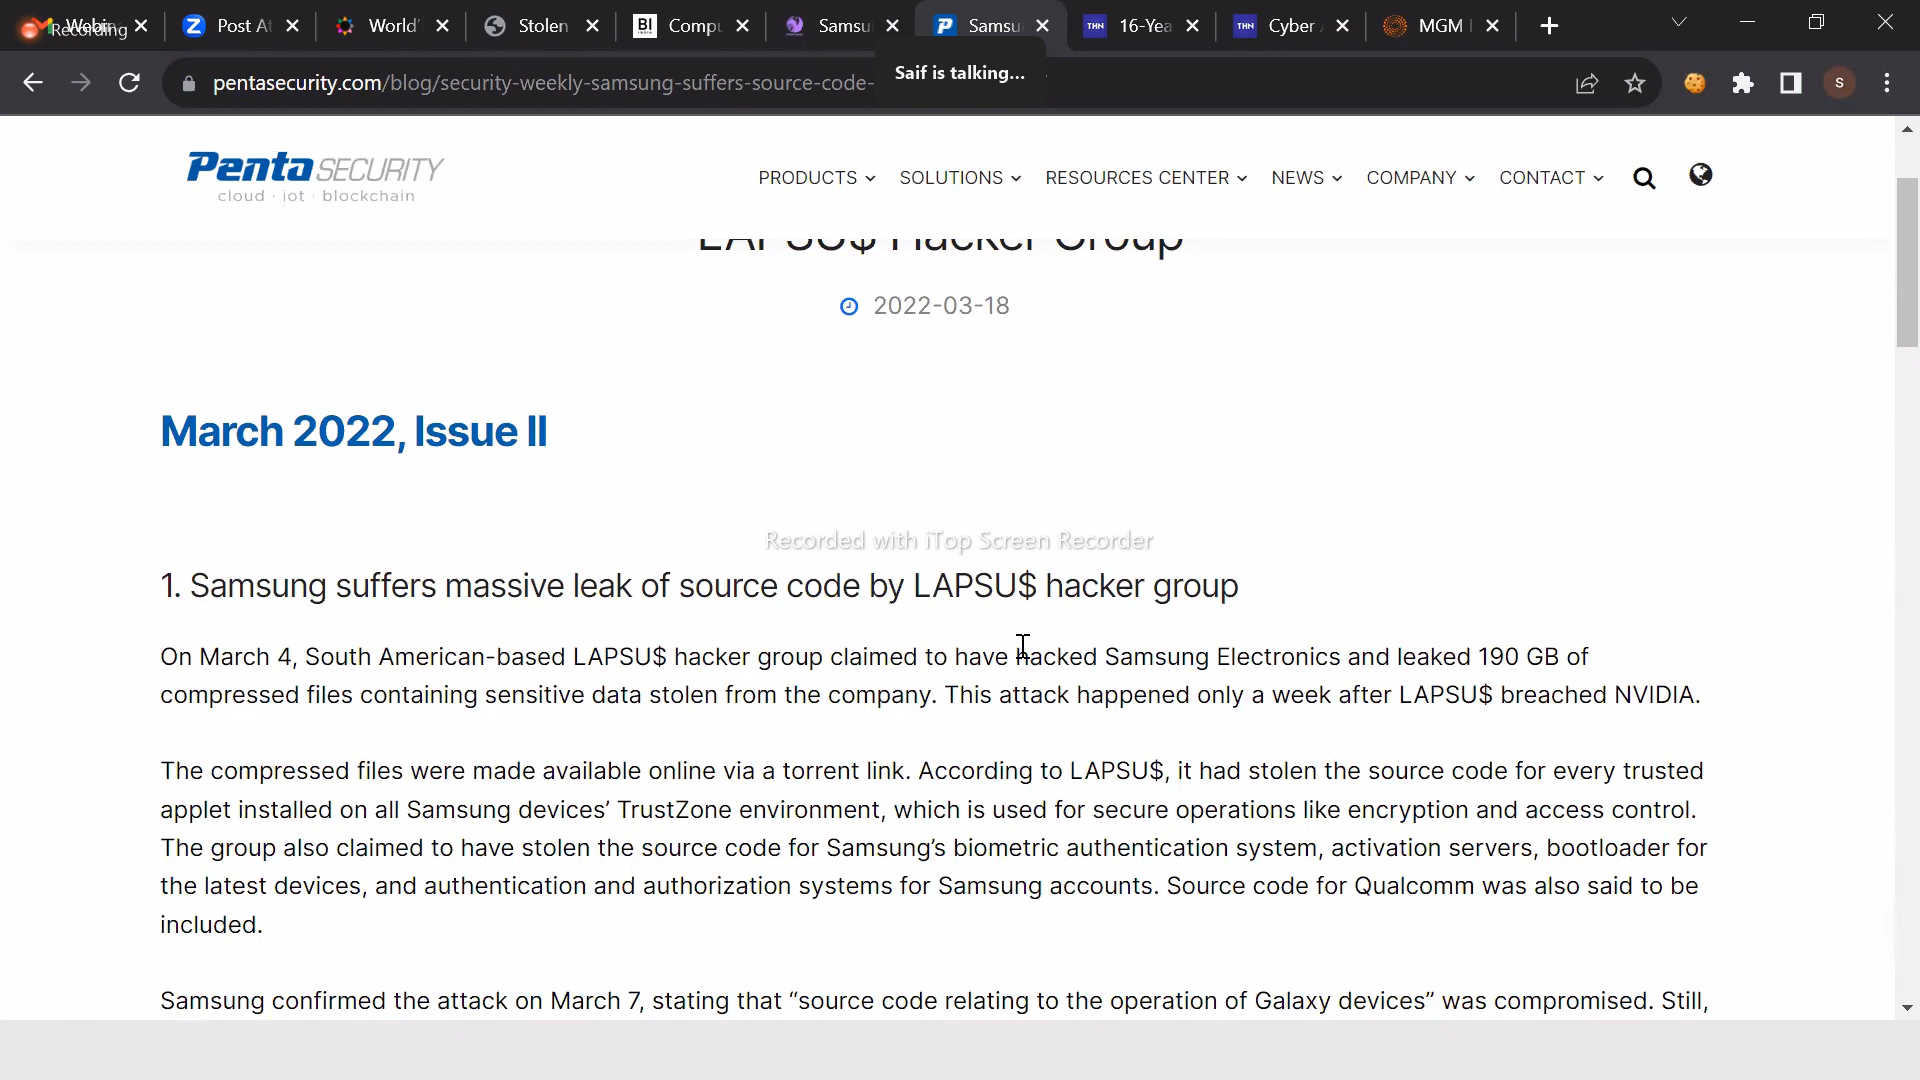 Recording
Webin
Post At
World'
Stolen
BI
INDIA
Compu
Samsu
Samsu
THN
16-Yea
THN
Cyber
MGM
Saif is talking...
pentasecurity.com/blog/security-weekly-samsung-suffers-source-code-
S
Penta SECURITY
cloud · iot · blockchain
PRODUCTS
SOLUTIONS
RESOURCES CENTER
NEWS
COMPANY
CONTACT
LAPSU$ Hacker Group
2022-03-18
March 2022, Issue II
Recorded with iTop Screen Recorder
1. Samsung suffers massive leak of source code by LAPSU$ hacker group
On March 4, South American-based LAPSU$ hacker group claimed to have hacked Samsung Electronics and leaked 190 GB of
compressed files containing sensitive data stolen from the company. This attack happened only a week after LAPSU$ breached NVIDIA.
The compressed files were made available online via a torrent link. According to LAPSU$, it had stolen the source code for every trusted
applet installed on all Samsung devices’ TrustZone environment, which is used for secure operations like encryption and access control.
The group also claimed to have stolen the source code for Samsung’s biometric authentication system, activation servers, bootloader for
the latest devices, and authentication and authorization systems for Samsung accounts. Source code for Qualcomm was also said to be
included.
Samsung confirmed the attack on March 7, stating that “source code relating to the operation of Galaxy devices” was compromised. Still,